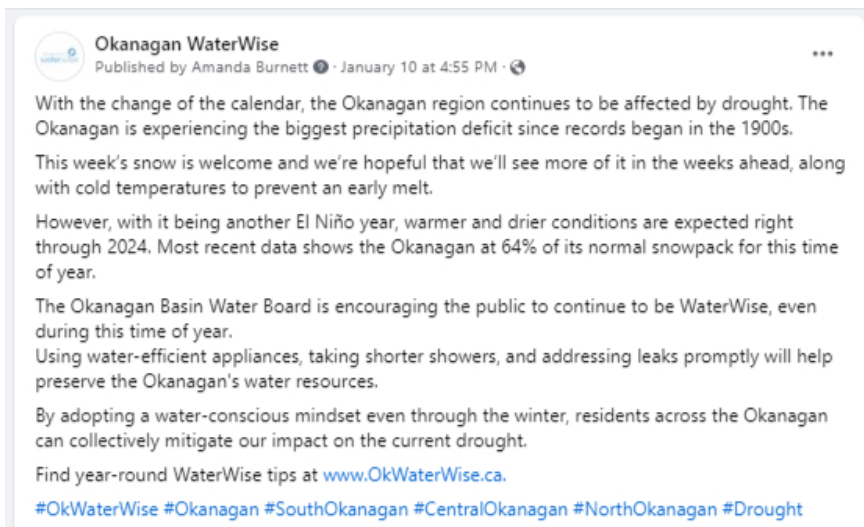 Okanagan WaterWise
Published by Amanda Burnett · January 10 at 4:55 PM ·
With the change of the calendar, the Okanagan region continues to be affected by drought. The
Okanagan is experiencing the biggest precipitation deficit since records began in the 1900s.
This week's snow is welcome and we're hopeful that we'll see more of it in the weeks ahead, along
with cold temperatures to prevent an early melt.
However, with it being another El Niño year, warmer and drier conditions are expected right
through 2024. Most recent data shows the Okanagan at 64% of its normal snowpack for this time
of year.
The Okanagan Basin Water Board is encouraging the public to continue to be WaterWise, even
during this time of year.
Using water-efficient appliances, taking shorter showers, and addressing leaks promptly will help
preserve the Okanagan's water resources.
By adopting a water-conscious mindset even through the winter, residents across the Okanagan
can collectively mitigate our impact on the current drought.
Find year-round WaterWise tips at www.OkWaterWise.ca.
#OkWaterWise #Okanagan #SouthOkanagan #CentralOkanagan #NorthOkanagan #Drought